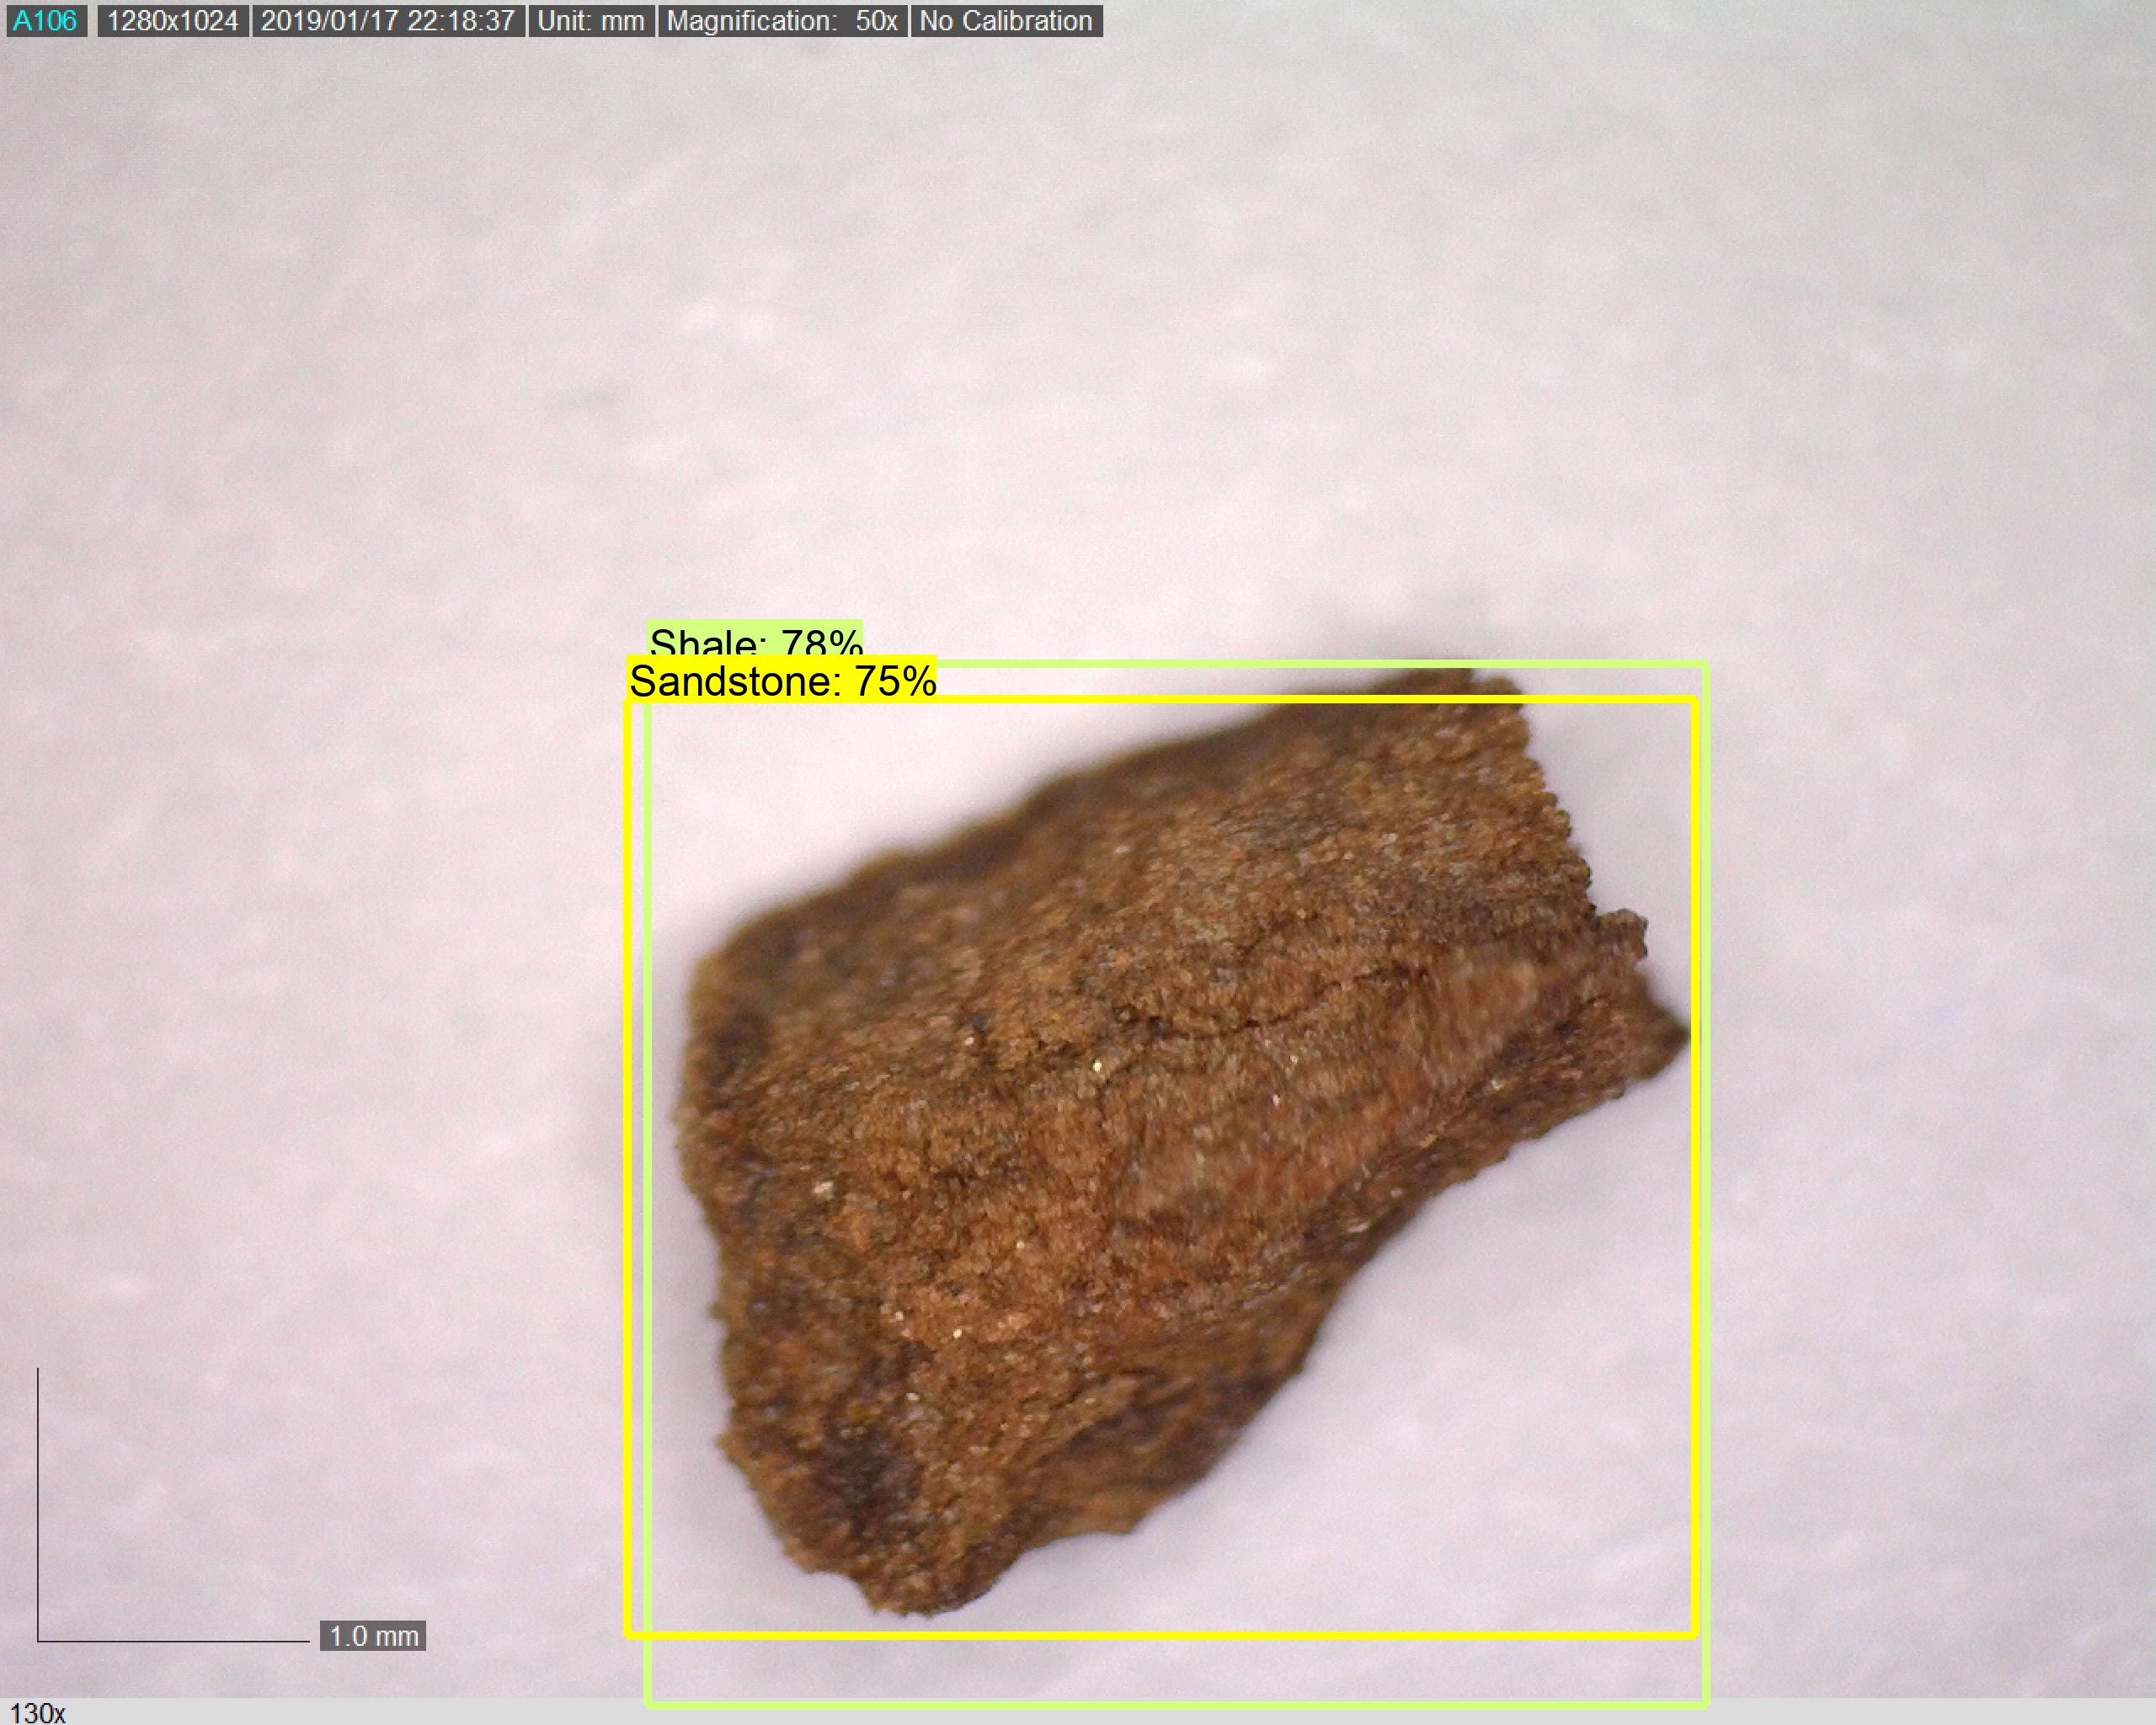 A106 1280x1024 2019/01/17 22:18:37 Unit: mm Magnification: 50x No Calibration
Shale: 78%
Sandstone: 75%
1.0 mm
130x